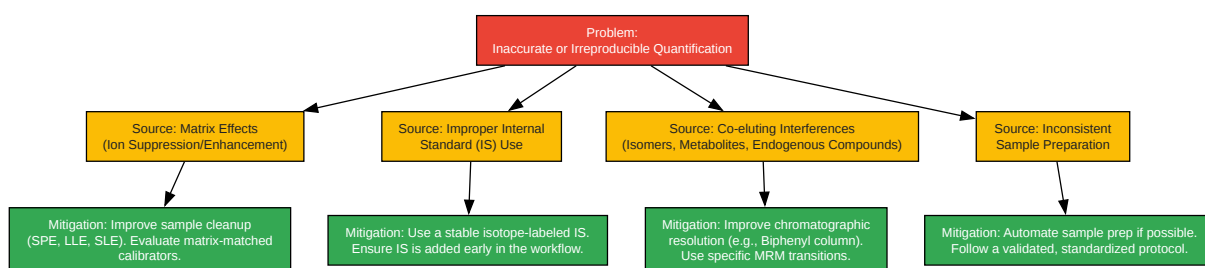 Problem:
Inaccurate or Irreproducible Quantification
Source: Matrix Effects
(Ion Suppression/Enhancement)
Source: Improper Internal
Standard (IS) Use
Source: Co-eluting Interferences
(Isomers, Metabolites, Endogenous Compounds)
Source: Inconsistent
Sample Preparation
Mitigation: Improve sample cleanup
(SPE, LLE, SLE). Evaluate matrix-matched
calibrators.
Mitigation: Use a stable isotope-labeled IS.
Ensure IS is added early in the workflow.
Mitigation: Improve chromatographic
resolution (e.g., Biphenyl column).
Use specific MRM transitions.
Mitigation: Automate sample prep if possible.
Follow a validated, standardized protocol.